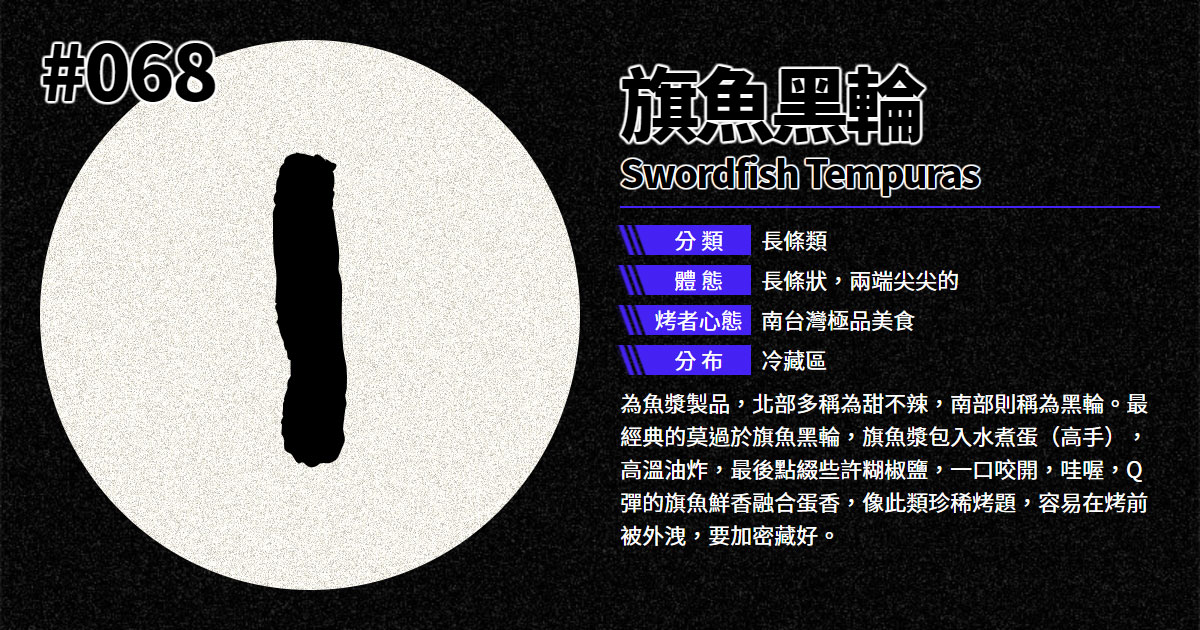 #068
旗魚黑輪
Swordfish Tempuras
分類 長條類
體態 長條狀，兩端尖尖的
烤者心態 南台灣極品美食
分布 冷藏區
為魚漿製品，北部多稱為甜不辣，南部則稱為黑輪。最
經典的莫過於旗魚黑輪，旗魚漿包入水煮蛋（高手），
高溫油炸，最後點綴些許糊椒鹽，一口咬開，哇喔，Q
彈的旗魚鮮香融合蛋香，像此類珍稀烤題，容易在烤前
被外洩，要加密藏好。